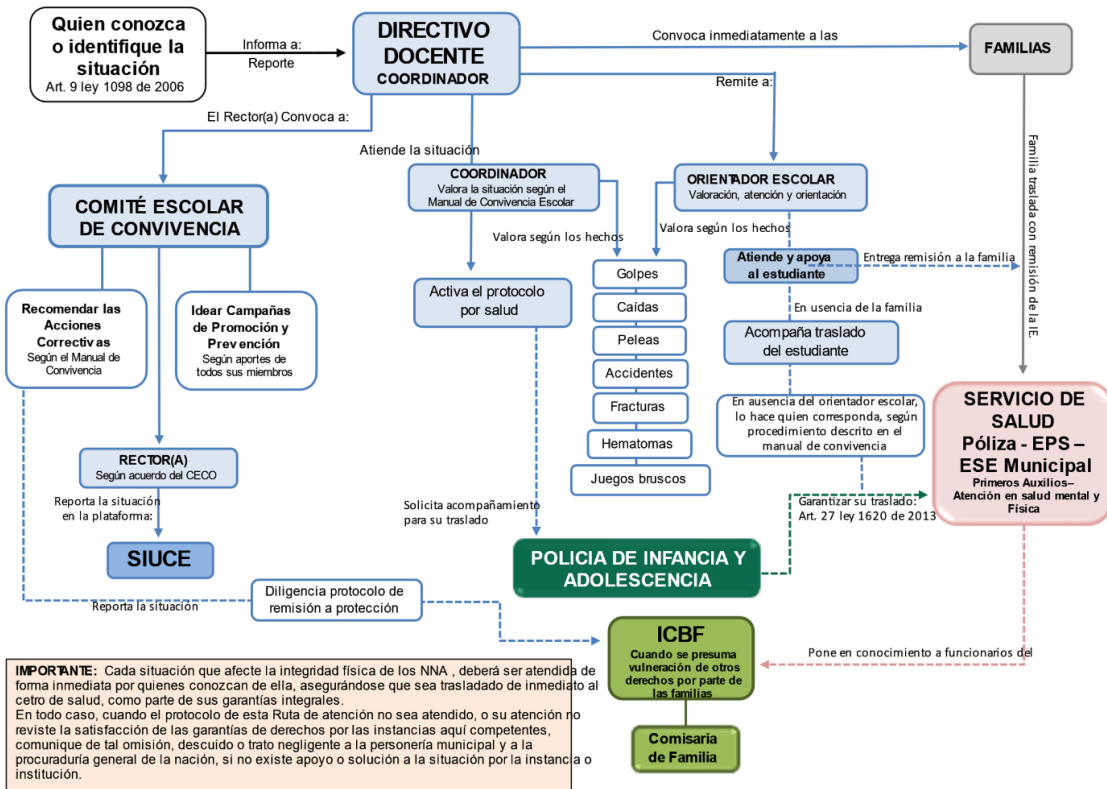 Quien conozca
o identifique la
situación
Art. 9 ley 1098 de 2006
Informa a:
Reporte
DIRECTIVO
DOCENTE
COORDINADOR
Convoca inmediatamente a las
FAMILIAS
Remite a:
El Rector(a) Convoca a:
Atiende la situación
Familia traslada con remisión de la IE.
COORDINADOR
Valora la situación según el
Manual de Convivencia Escolar
ORIENTADOR ESCOLAR
Valoración, atención y orientación
COMITÉ ESCOLAR
DE CONVIVENCIA
Valora según los hechos
Valora según los hechos
Atiende y apoya
al estudiante
Entrega remisión a la familia
Golpes
Caídas
Peleas
Accidentes
Fracturas
Hematomas
Juegos bruscos
Activa el protocolo
por salud
En usencia de la familia
Acompaña traslado
del estudiante
Recomendar las
Acciones
Correctivas
Según el Manual de
Convivencia
Idear Campañas
de Promoción y
Prevención
Según aportes de
todos sus miembros
En ausencia del orientador escolar,
lo hace quien corresponda, según
procedimiento descrito en el
manual de convivencia
SERVICIO DE
SALUD
Póliza - EPS –
ESE Municipal
Primeros Auxilios–
Atención en salud mental y
Física
RECTOR(A)
Según acuerdo del CECO
Reporta la situación
en la plataforma:
Solicita acompañamiento
para su traslado
Garantizar su traslado:
Art. 27 ley 1620 de 2013
SIUCE
POLICIA DE INFANCIA Y
ADOLESCENCIA
Reporta la situación
Diligencia protocolo de
remisión a protección
ICBF
Cuando se presuma
vulneración de otros
derechos por parte de
las familias
Pone en conocimiento a funcionarios del
Comisaria
de Familia
IMPORTANTE: Cada situación que afecte la integridad física de los NNA , deberá ser atendida de
forma inmediata por quienes conozcan de ella, asegurándose que sea trasladado de inmediato al
cetro de salud, como parte de sus garantías integrales.
En todo caso, cuando el protocolo de esta Ruta de atención no sea atendido, o su atención no
reviste la satisfacción de las garantías de derechos por las instancias aquí competentes,
comunique de tal omisión, descuido o trato negligente a la personería municipal y a la
procuraduría general de la nación, si no existe apoyo o solución a la situación por la instancia o
institución.